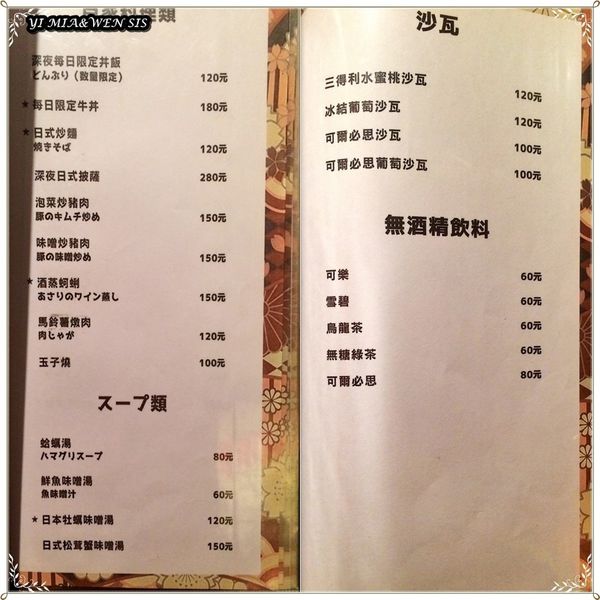 YI MIA&WEN SIS
料理類
深夜每日限定丼飯
どんぶり（数量限定） 120元
★每日限定牛丼 180元
★日式炒麵
焼きそば 120元
深夜日式披薩 280元
泡菜炒豬肉
豚のキムチ炒め 150元
味噌炒豬肉
豚の味噌炒め 150元
★酒蒸蚵蜊
あさりのワイン蒸し 150元
馬鈴薯燉肉
肉じゃが 120元
玉子燒 100元
スープ類
蛤蠣湯
ハマグリスープ 80元
鮮魚味噌湯
魚味噌汁 60元
★日本牡蠣味噌湯 120元
日式松茸蟹味噌湯 150元
沙瓦
三得利水蜜桃沙瓦 120元
冰結葡萄沙瓦 120元
可爾必思沙瓦 100元
可爾必思葡萄沙瓦 100元
無酒精飲料
可樂 60元
雪碧 60元
烏龍茶 60元
無糖綠茶 60元
可爾必思 80元